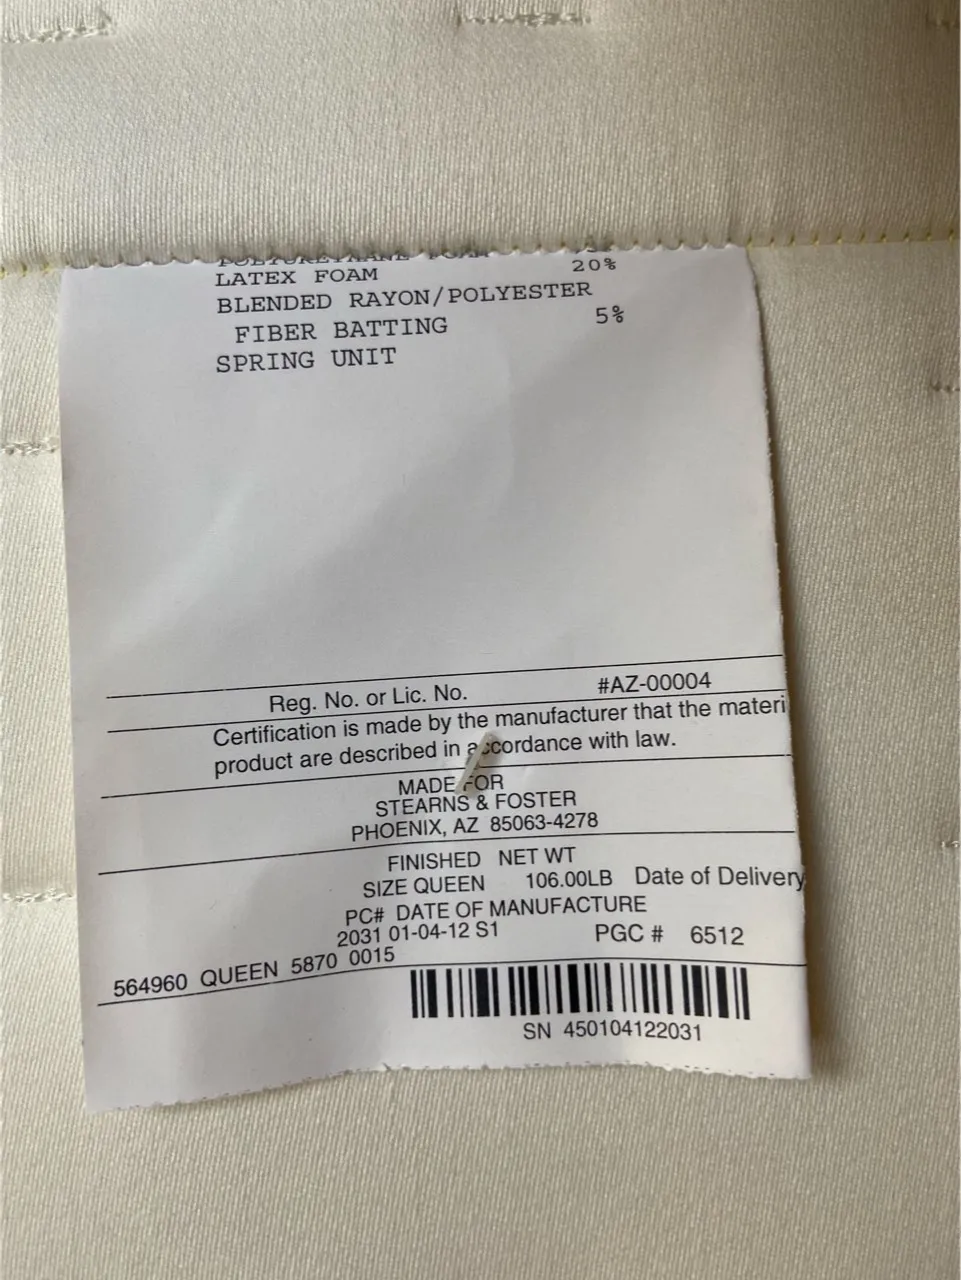 POLYURETHANE FOAM
LATEX FOAM 20%
BLENDED RAYON/POLYESTER
FIBER BATTING 5%
SPRING UNIT
Reg. No. or Lic. No. #AZ-00004
Certification is made by the manufacturer that the materi
product are described in accordance with law.
MADE FOR
STEARNS & FOSTER
PHOENIX, AZ 85063-4278
FINISHED NET WT
SIZE QUEEN 106.00LB Date of Delivery
PC# DATE OF MANUFACTURE
2031 01-04-12 S1 PGC # 6512
564960 QUEEN 5870 0015
SN 450104122031